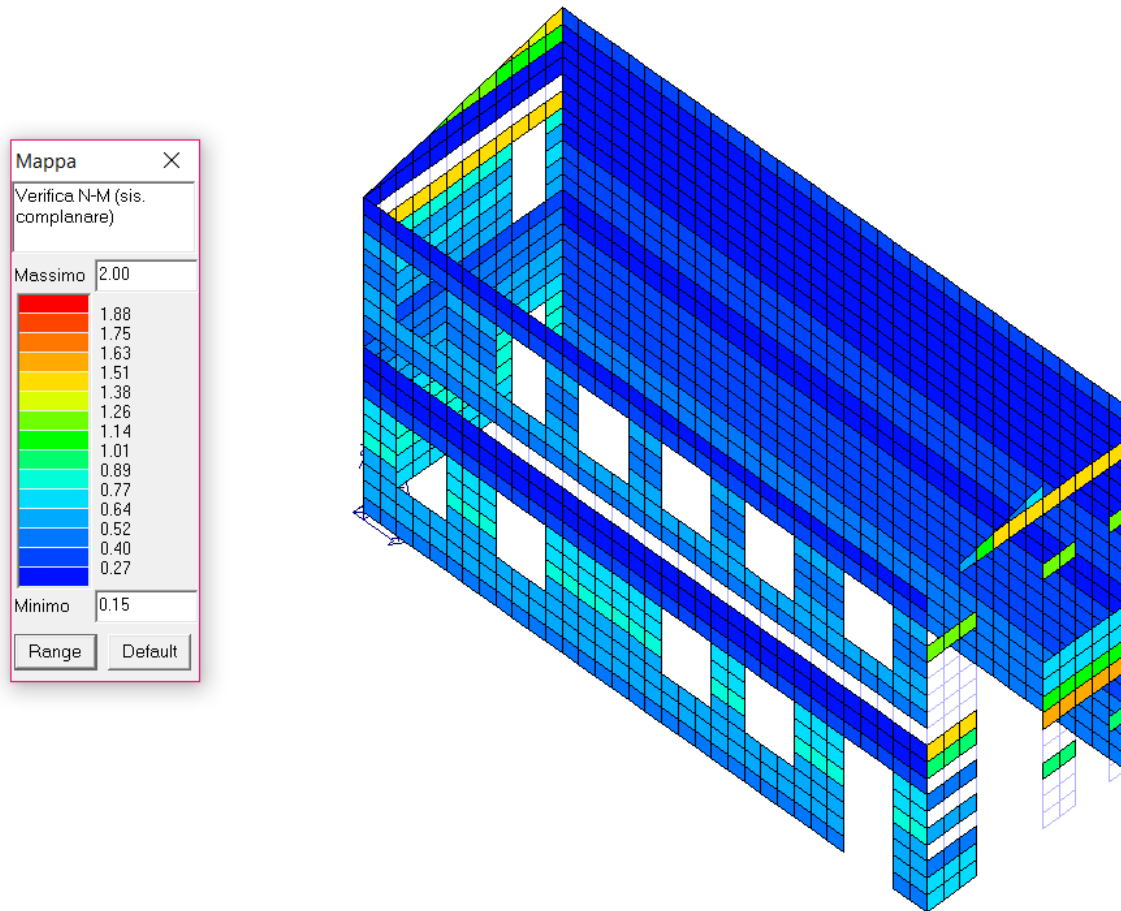 Mappa
Verifica N-M (sis.
complanare)
Massimo 2.00
1.88
1.75
1.63
1.51
1.38
1.26
1.14
1.01
0.89
0.77
0.64
0.52
0.40
0.27
Minimo 0.15
Range Default